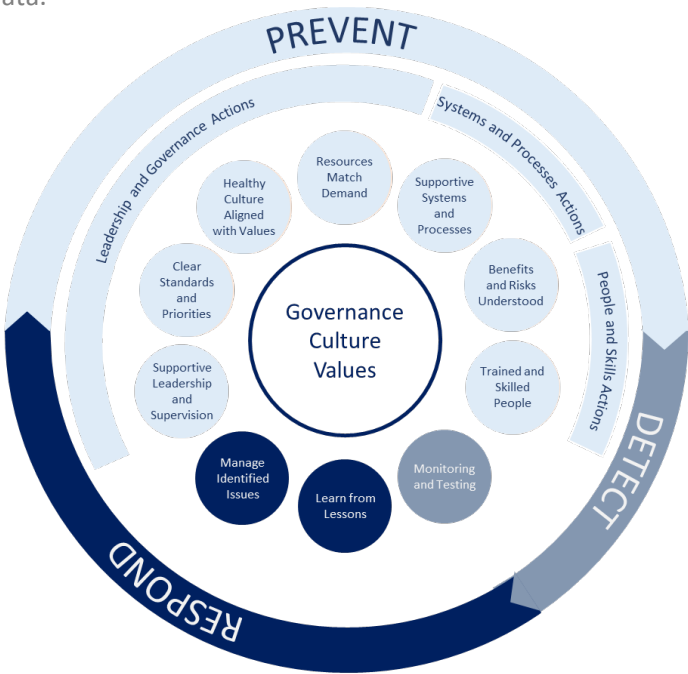 PREVENT
Leadership and Governance Actions
Systems and Processes Actions
People and Skills Actions
Resources
Match
Demand
Healthy
Culture
Aligned
with Values
Supportive
Systems
and
Processes
Clear
Standards
and
Priorities
Benefits
and Risks
Understood
Governance
Culture
Values
Supportive
Leadership
and
Supervision
Trained and
Skilled
People
Manage
Identified
Issues
Learn from
Lessons
Monitoring
and Testing
DETECT
RESPOND